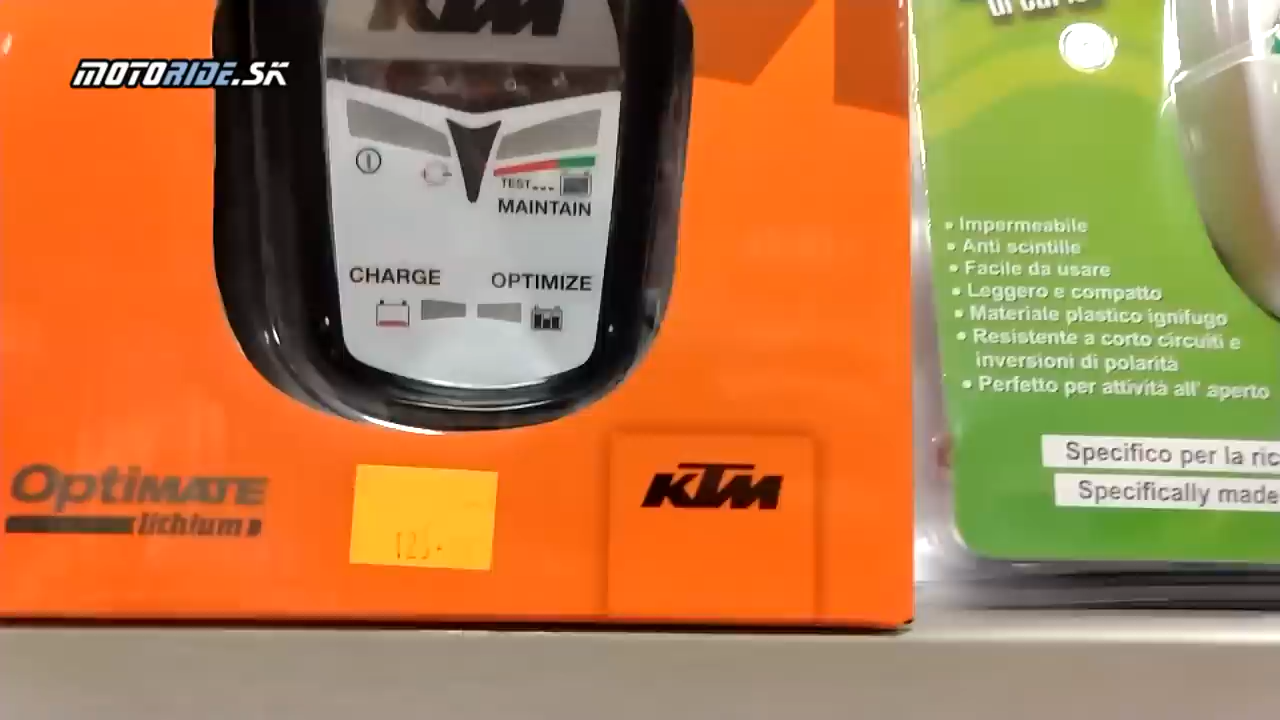 MOTORIDE.SK
KTM
TEST
MAINTAIN
CHARGE
OPTIMIZE
OptiMATE
lithium
KTM
• Impermeabile
• Anti scintille
• Facile da usare
• Leggero e compatto
• Materiale plastico ignifugo
• Resistente a corto circuiti e
inversioni di polarità
• Perfetto per attività all' aperto
Specifico per la ric
Specifically made